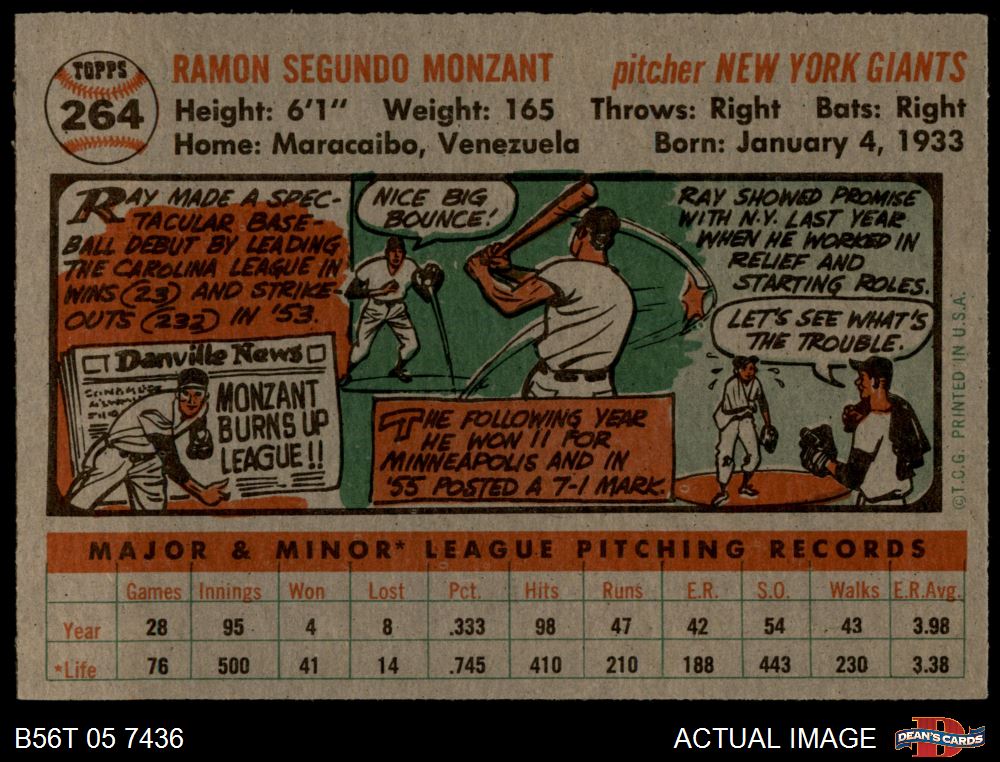 TOPPS
264
RAMON SEGUNDO MONZANT
pitcher NEW YORK GIANTS
Height: 6'1" Weight: 165 Throws: Right Bats: Right
Home: Maracaibo, Venezuela Born: January 4, 1933
RAY MADE A SPEC-
TACULAR BASE-
BALL DEBUT BY LEADING
THE CAROLINA LEAGUE IN
WINS (23) AND STRIKE-
OUTS (232) IN '53.
Danville News
MONZANT
BURNS UP
LEAGUE!!
NICE BIG
BOUNCE!
THE FOLLOWING YEAR
HE WON 11 FOR
MINNEAPOLIS AND IN
'55 POSTED A 7-1 MARK.
RAY SHOWED PROMISE
WITH N.Y. LAST YEAR
WHEN HE WORKED IN
RELIEF AND
STARTING ROLES.
LET'S SEE WHAT'S
THE TROUBLE.
©T.C.G. PRINTED IN U.S.A.
MAJOR & MINOR* LEAGUE PITCHING RECORDS
Games Innings Won Lost Pct. Hits Runs E.R. S.O. Walks E.R.Avg.
Year 28 95 4 8 .333 98 47 42 54 43 3.98
*Life 76 500 41 14 .745 410 210 188 443 230 3.38
B56T 05 7436
ACTUAL IMAGE
DEAN'S CARDS